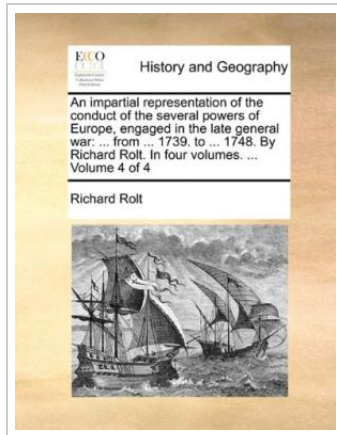 ECCO
History and Geography
An impartial representation of the
conduct of the several powers of
Europe, engaged in the late general
war: ... from ... 1739. to ... 1748. By
Richard Rolt. In four volumes. ...
Volume 4 of 4
Richard Rolt